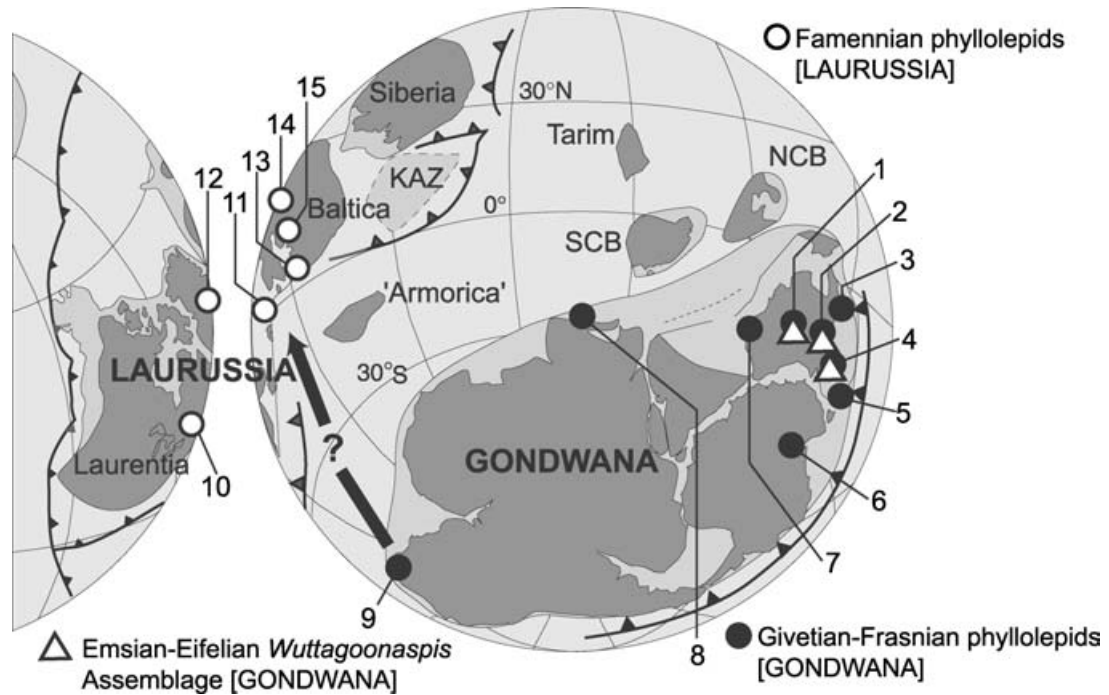 Famennian phyllolepids
[LAURUSSIA]
Siberia
15
30°N
14
Tarim
NCB
13
KAZ
1
12
11
Baltica
0°
2
SCB
3
'Armorica'
4
LAURUSSIA
30°S
5
?
GONDWANA
Laurentia
10
6
7
9
8
Emsian-Eifelian Wuttagoonaspis
Assemblage [GONDWANA]
Givetian-Frasnian phyllolepids
[GONDWANA]